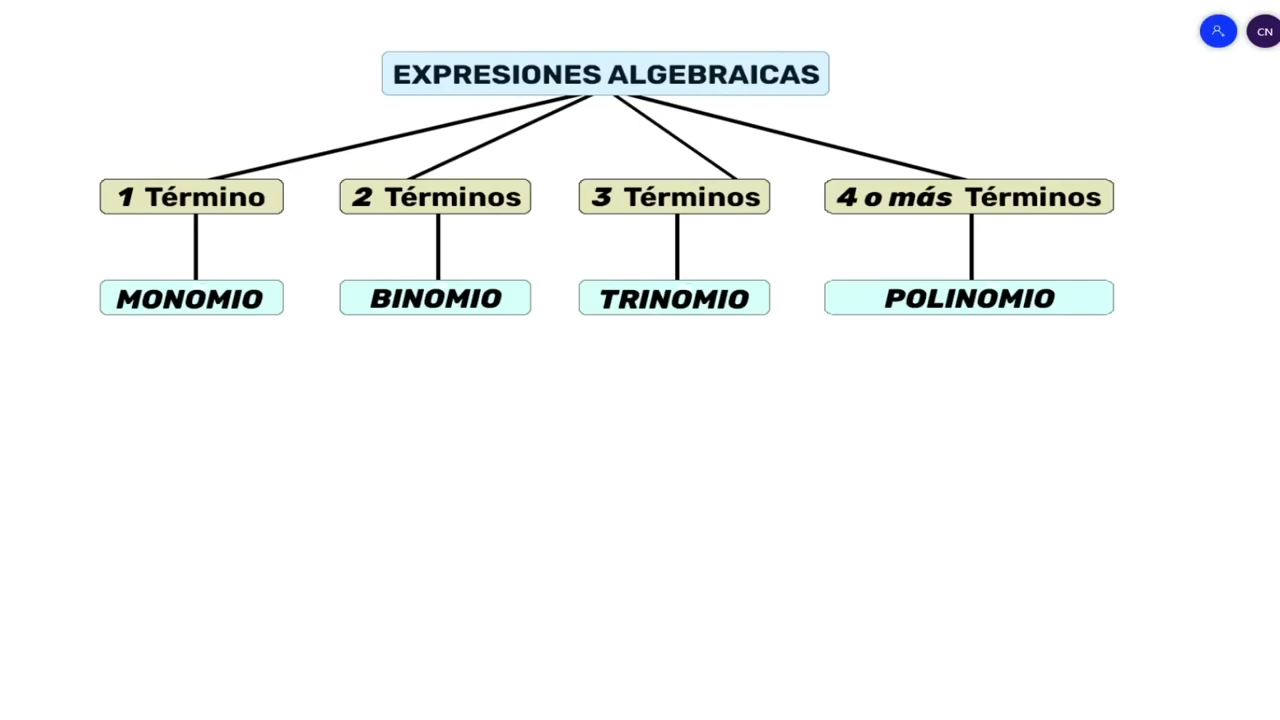 CN
EXPRESIONES ALGEBRAICAS
1 Término
2 Términos
3 Términos
4 o más Términos
MONOMIO
BINOMIO
TRINOMIO
POLINOMIO